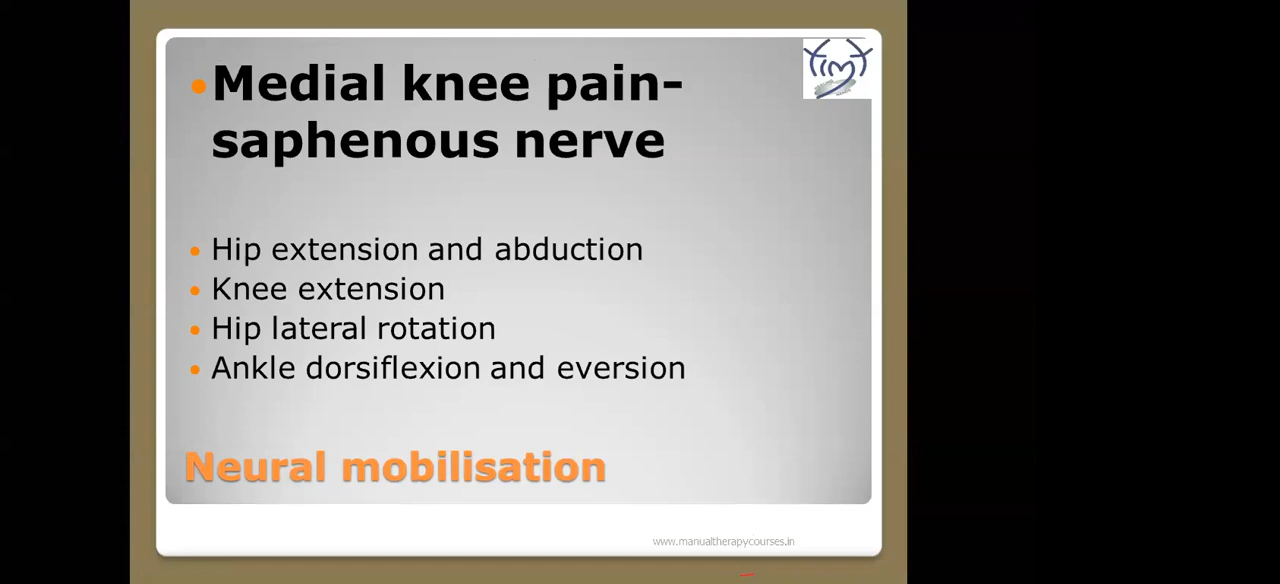 Medial knee pain-
saphenous nerve
Hip extension and abduction
Knee extension
Hip lateral rotation
Ankle dorsiflexion and eversion
Neural mobilisation
www.manualtherapycourses.in